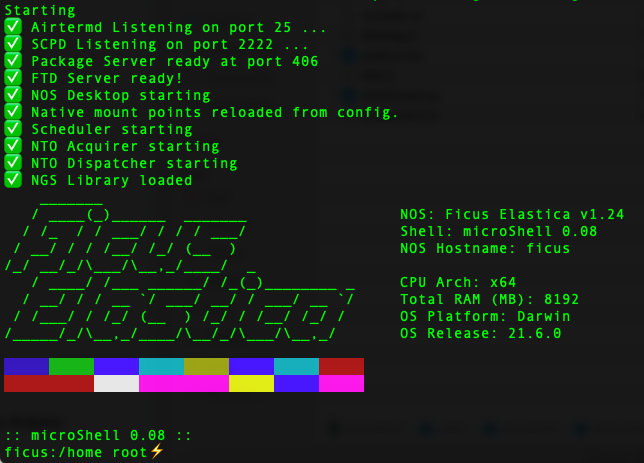 Starting
✅ Airtermd Listening on port 25 ...
✅ SCPD Listening on port 2222 ...
✅ Package Server ready at port 406
✅ FTD Server ready!
✅ NOS Desktop starting
✅ Native mount points reloaded from config.
✅ Scheduler starting
✅ NTO Acquirer starting
✅ NTO Dispatcher starting
✅ NGS Library loaded
Ficus
Elastica
NOS: Ficus Elastica v1.24
Shell: microShell 0.08
NOS Hostname: ficus
CPU Arch: x64
Total RAM (MB): 8192
OS Platform: Darwin
OS Release: 21.6.0
:: microShell 0.08 ::
ficus:/home root⚡